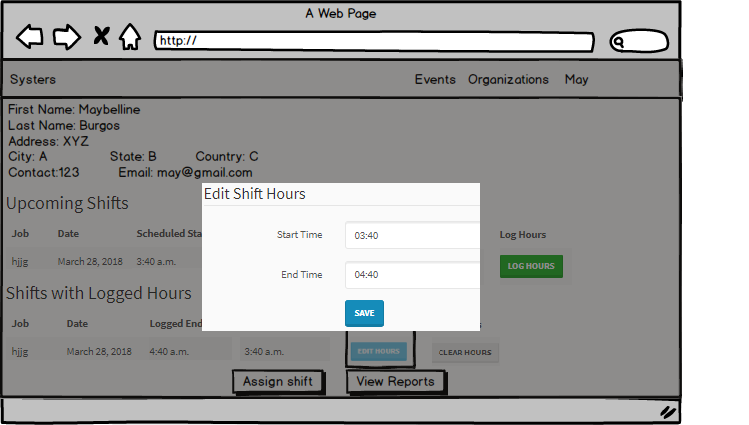 A Web Page
http://
Systers Events Organizations May
First Name: Maybelline
Last Name: Burgos
Address: XYZ
City: A State: B Country: C
Contact:123 Email: may@gmail.com
Edit Shift Hours
Start Time 03:40
End Time 04:40
SAVE
Upcoming Shifts
Job Date Scheduled Log Hours
hjjg March 28, 2018 3:40 a.m. LOG HOURS
Shifts with Logged Hours
Job Date Logged
hjjg March 28, 2018 4:40 a.m. 3:40 a.m. EDIT HOURS CLEAR HOURS
Assign shift View Reports